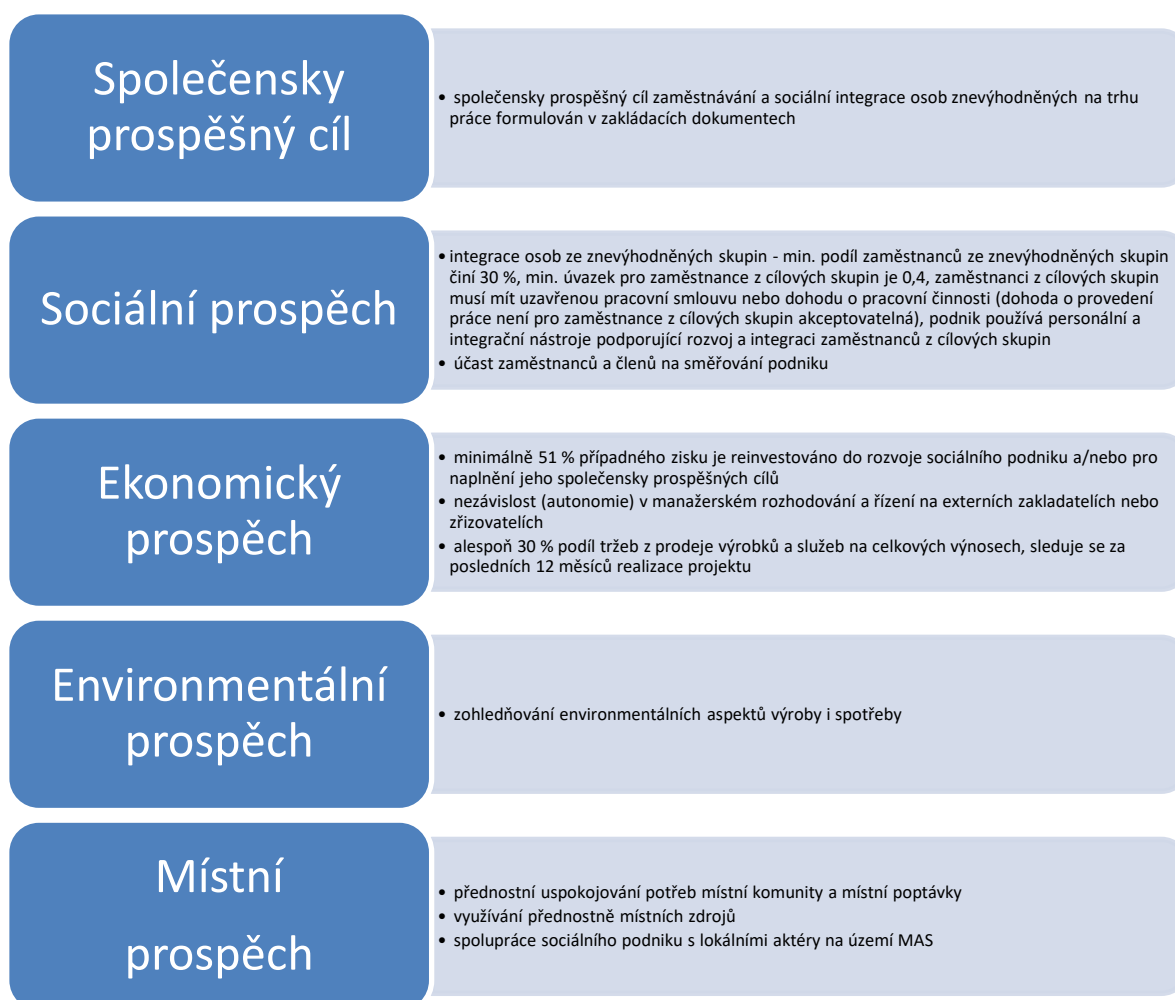 Společensky
prospěšný cíl
• společensky prospěšný cíl zaměstnávání a sociální integrace osob znevýhodněných na trhu
práce formulován v zakládacích dokumentech
Sociální prospěch
• integrace osob ze znevýhodněných skupin - min. podíl zaměstnanců ze znevýhodněných skupin
činí 30 %, min. úvazek pro zaměstnance z cílových skupin je 0,4, zaměstnanci z cílových skupin
musí mít uzavřenou pracovní smlouvu nebo dohodu o pracovní činnosti (dohoda o provedení
práce není pro zaměstnance z cílových skupin akceptovatelná), podnik používá personální a
integrační nástroje podporující rozvoj a integraci zaměstnanců z cílových skupin
• účast zaměstnanců a členů na směřování podniku
Ekonomický
prospěch
• minimálně 51 % případného zisku je reinvestováno do rozvoje sociálního podniku a/nebo pro
naplnění jeho společensky prospěšných cílů
• nezávislost (autonomie) v manažerském rozhodování a řízení na externích zakladatelích nebo
zřizovatelích
• alespoň 30 % podíl tržeb z prodeje výrobků a služeb na celkových výnosech, sleduje se za
posledních 12 měsíců realizace projektu
Environmentální
prospěch
• zohledňování environmentálních aspektů výroby i spotřeby
Místní
prospěch
• přednostní uspokojování potřeb místní komunity a místní poptávky
• využívání přednostně místních zdrojů
• spolupráce sociálního podniku s lokálními aktéry na území MAS